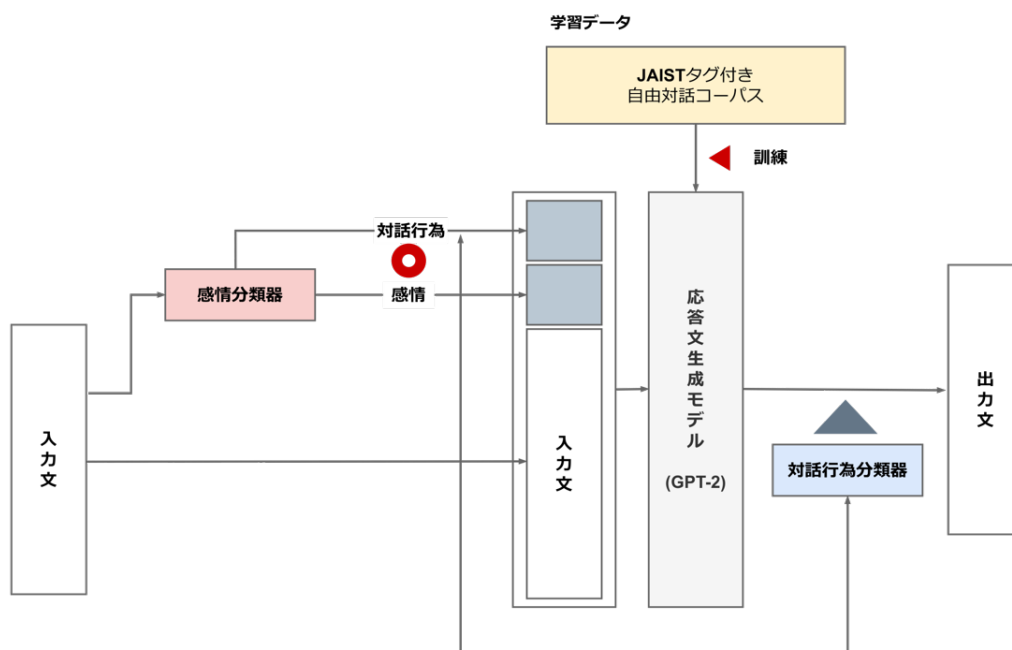 学習データ
JAISTタグ付き
自由対話コーパス
訓練
対話行為
感情分類器
感情
入力文
入力文
応答文生成モデル
(GPT-2)
対話行為分類器
出力文